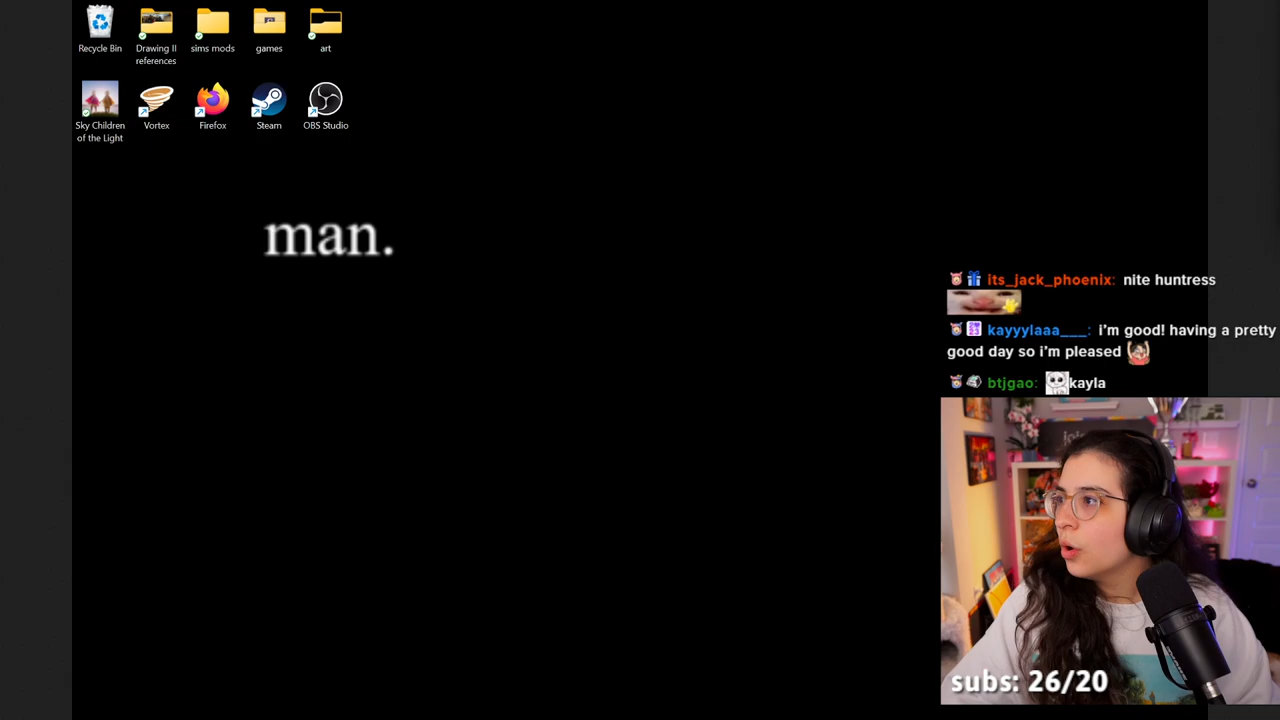 Recycle Bin
Drawing II
references
sims mods
games
art
Sky Children
of the Light
Vortex
Firefox
Steam
OBS Studio
man.
its_jack_phoenix: nite huntress
kayyylaaa___: i'm good! having a pretty
good day so i'm pleased
btjgao: kayla
subs: 26/20